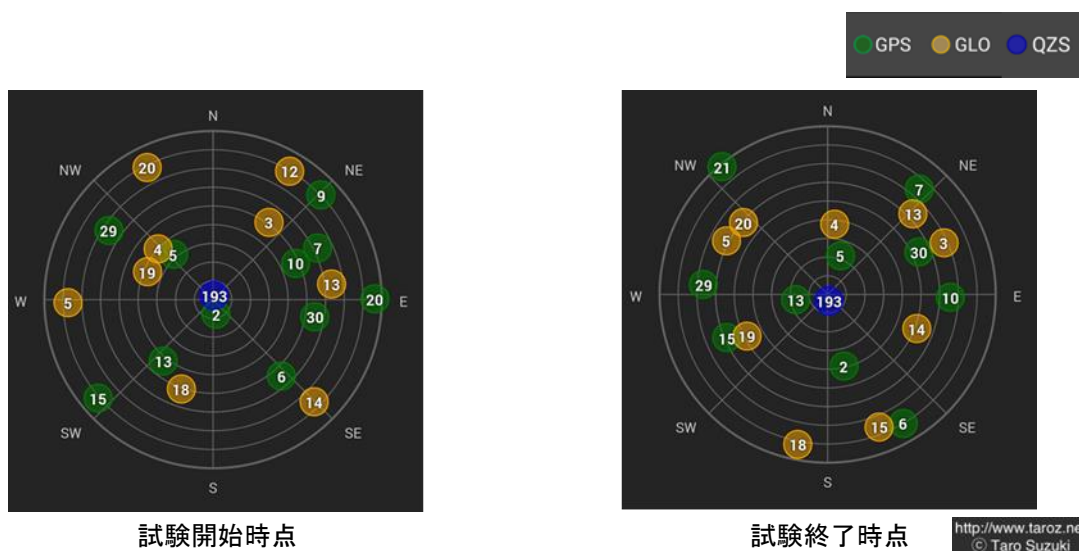 GPS GLO QZS
N
NW
NE
20
12
9
3
29
7
4
5
10
19
13
W
5
193
20
E
2
30
13
6
18
15
14
SW
SE
S
試験開始時点
N
NW
NE
21
7
20
4
13
5
3
5
30
29
W
13
193
10
E
15
19
14
2
15
6
18
SW
SE
S
試験終了時点
http://www.taroz.ne
© Taro Suzuki